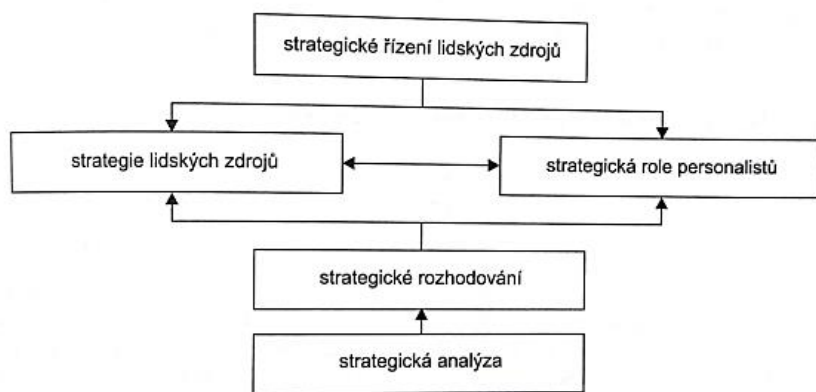 strategické řízení lidských zdrojů
strategie lidských zdrojů
strategická role personalistů
strategické rozhodování
strategická analýza